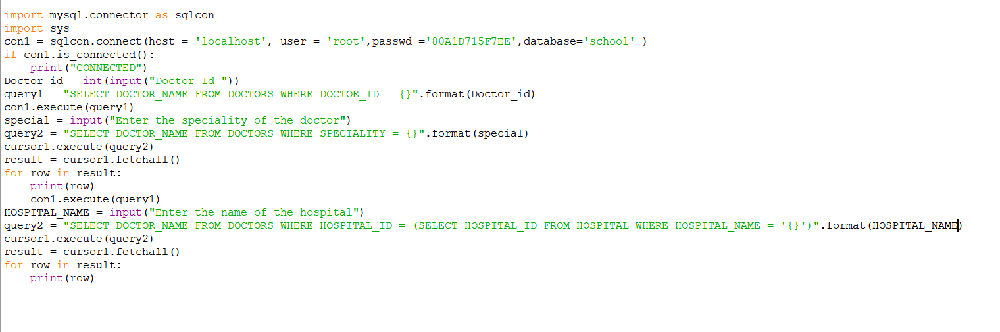 import mysql.connector as sqlcon
import sys
con1 = sqlcon.connect(host = 'localhost', user = 'root',passwd ='80A1D715F7EE',database='school' )
if con1.is_connected():
    print("CONNECTED")
Doctor_id = int(input("Doctor Id "))
query1 = "SELECT DOCTOR_NAME FROM DOCTORS WHERE DOCTOE_ID = {}".format(Doctor_id)
con1.execute(query1)
special = input("Enter the speciality of the doctor")
query2 = "SELECT DOCTOR_NAME FROM DOCTORS WHERE SPECIALITY = {}".format(special)
cursor1.execute(query2)
result = cursor1.fetchall()
for row in result:
    print(row)
    con1.execute(query1)
HOSPITAL_NAME = input("Enter the name of the hospital")
query2 = "SELECT DOCTOR_NAME FROM DOCTORS WHERE HOSPITAL_ID = (SELECT HOSPITAL_ID FROM HOSPITAL WHERE HOSPITAL_NAME = '{}')".format(HOSPITAL_NAME)
cursor1.execute(query2)
result = cursor1.fetchall()
for row in result:
    print(row)